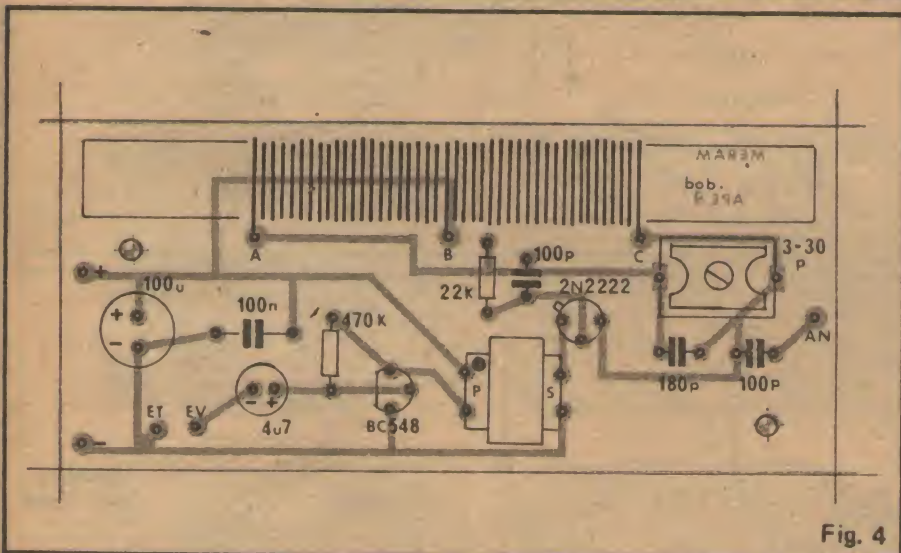 MAREM
bob.
A B C
3-30
p
+
100u
100n
470K
22K
100p
2N2222
AN
+
-
P
S
180p
100p
ET
EV
-
+
4u7
BC548
-
Fig. 4